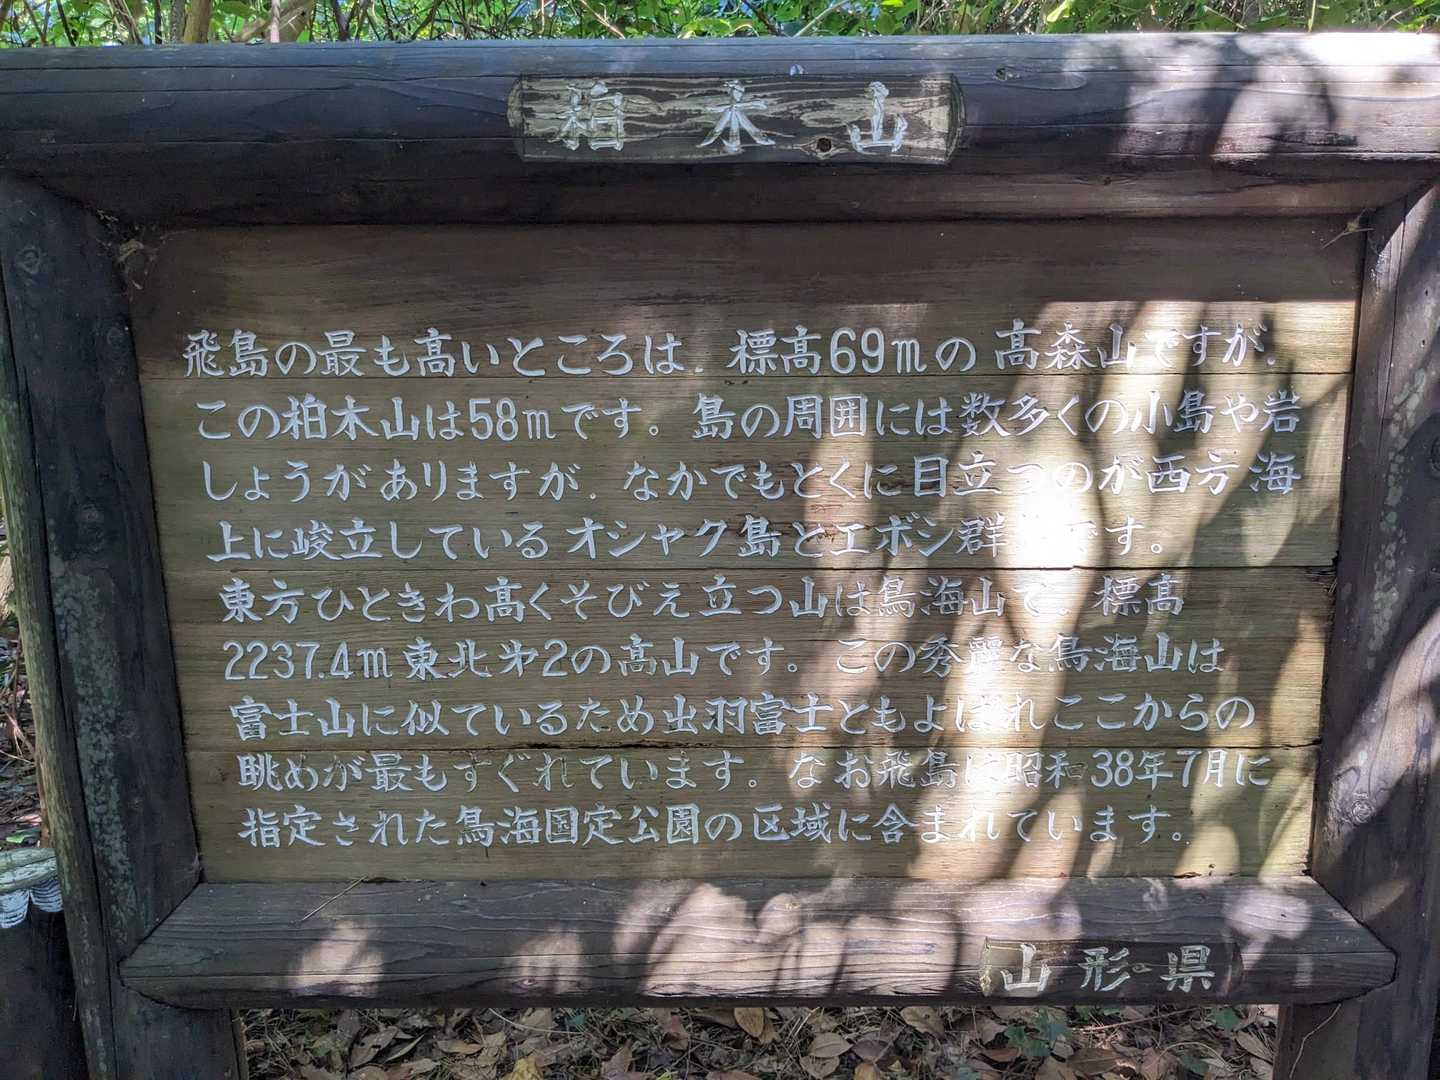 柏木山
飛島の最も高いところは、標高69mの高森山ですが、
この柏木山は58mです。島の周囲には数多くの小島や岩
しょうがありますが、なかでもとくに目立つのが西方海
上に峻立しているオシャク島とエボシ群島です。
東方ひときわ高くそびえ立つ山は鳥海山で、標高
2237.4m東北第2の高山です。この秀麗な鳥海山は
富士山に似ているため出羽富士ともよばれここからの
眺めが最もすぐれています。なお飛島は昭和38年7月に
指定された鳥海国定公園の区域に含まれています。
山形県